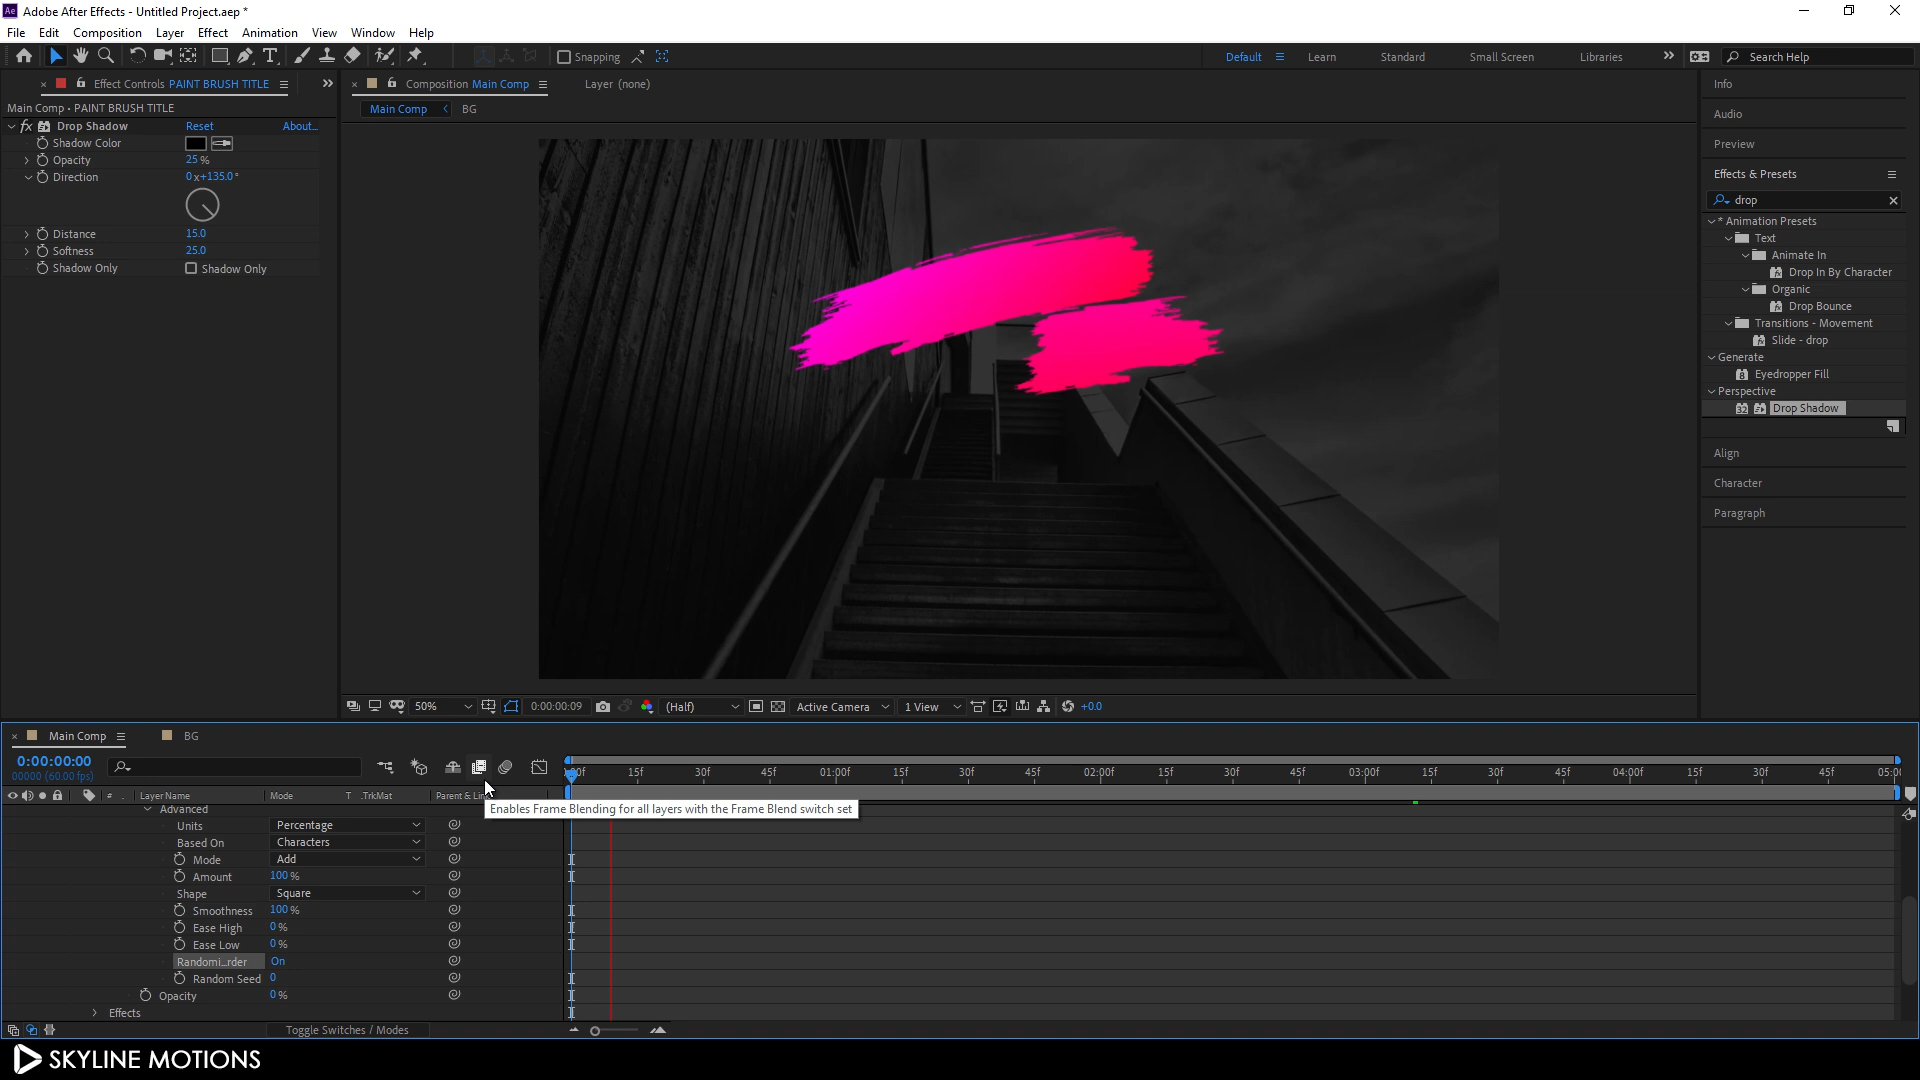 Ae Adobe After Effects - Untitled Project.aep *
File Edit Composition Layer Effect Animation View Window Help
Snapping Default Learn Standard Small Screen Libraries Search Help
Effect Controls PAINT BRUSH TITLE
Main Comp • PAINT BRUSH TITLE
fx Drop Shadow Reset About...
Shadow Color
Opacity 25 %
Direction 0x+135.0°
Distance 15.0
Softness 25.0
Shadow Only Shadow Only
Composition Main Comp Layer (none)
Main Comp BG
50% 0:00:00:09 (Half) Active Camera 1 View +0.0
Info
Audio
Preview
Effects & Presets
drop
* Animation Presets
Text
Animate In
Drop In By Character
Organic
Drop Bounce
Transitions - Movement
Slide - drop
Generate
8 Eyedropper Fill
Perspective
32 Drop Shadow
Align
Character
Paragraph
Main Comp BG
0:00:00:00
00000 (60.00 fps)
15f 30f 45f 01:00f 15f 30f 45f 02:00f 15f 30f 45f 03:00f 15f 30f 45f 04:00f 15f 30f 45f 05:0
# Layer Name Mode T .TrkMat Parent & Lin
Enables Frame Blending for all layers with the Frame Blend switch set
Advanced
Units Percentage
Based On Characters
Mode Add
Amount 100 %
Shape Square
Smoothness 100 %
Ease High 0 %
Ease Low 0 %
Randomi...rder On
Random Seed 0
Opacity 0 %
Effects
Toggle Switches / Modes
SKYLINE MOTIONS